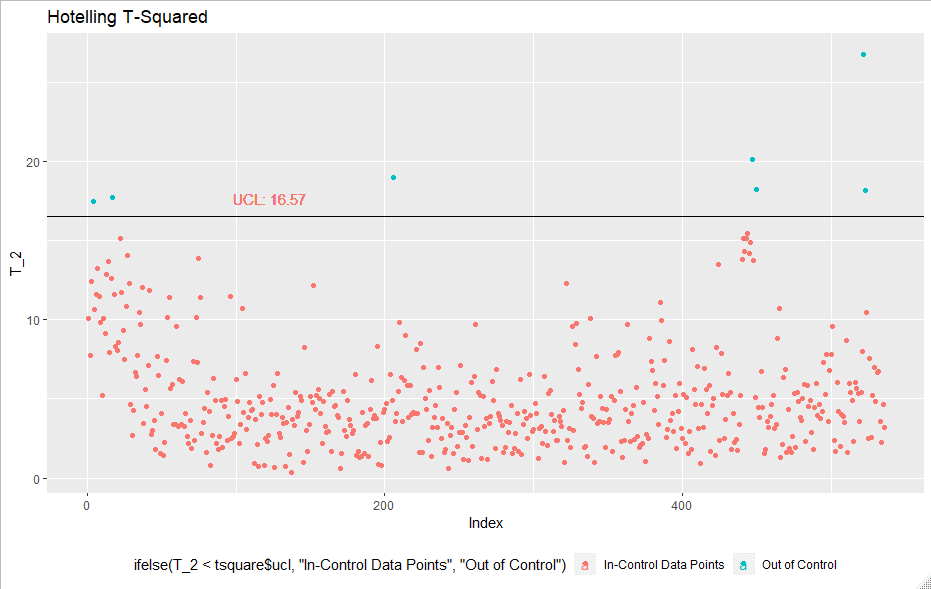 Hotelling T-Squared
20
UCL: 16.57
T_2
10
0
0 200 400
Index
ifelse(T_2 < tsquare$ucl, "In-Control Data Points", "Out of Control") a In-Control Data Points a Out of Control